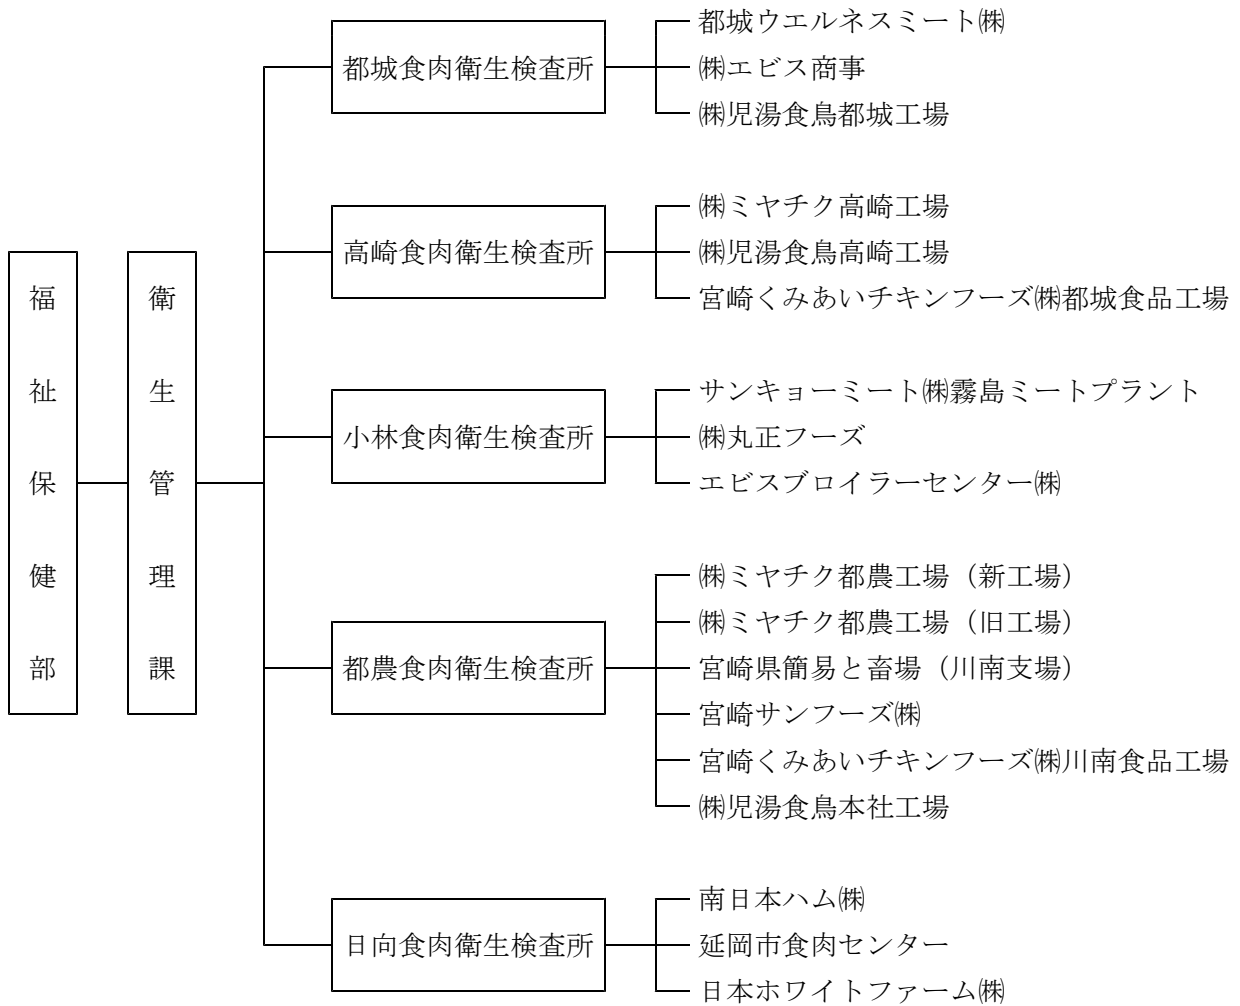 福祉保健部
衛生管理課
都城食肉衛生検査所
都城ウエルネスミート㈱
㈱エビス商事
㈱児湯食鳥都城工場
高崎食肉衛生検査所
㈱ミヤチク高崎工場
㈱児湯食鳥高崎工場
宮崎くみあいチキンフーズ㈱都城食品工場
小林食肉衛生検査所
サンキョーミート㈱霧島ミートプラント
㈱丸正フーズ
エビスブロイラーセンター㈱
都農食肉衛生検査所
㈱ミヤチク都農工場（新工場）
㈱ミヤチク都農工場（旧工場）
宮崎県簡易と畜場（川南支場）
宮崎サンフーズ㈱
宮崎くみあいチキンフーズ㈱川南食品工場
㈱児湯食鳥本社工場
日向食肉衛生検査所
南日本ハム㈱
延岡市食肉センター
日本ホワイトファーム㈱